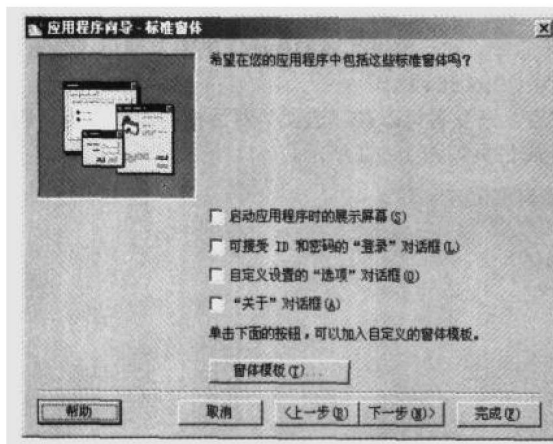 应用程序向导 - 标准窗体
希望在您的应用程序中包括这些标准窗体吗?
启动应用程序时的展示屏幕(S)
可接受 ID 和密码的“登录”对话框(L)
自定义设置的“选项”对话框(O)
“关于”对话框(A)
单击下面的按钮，可以加入自定义的窗体模板。
窗体模板(T)...
帮助 取消 <上一步(B) 下一步(N)> 完成(F)